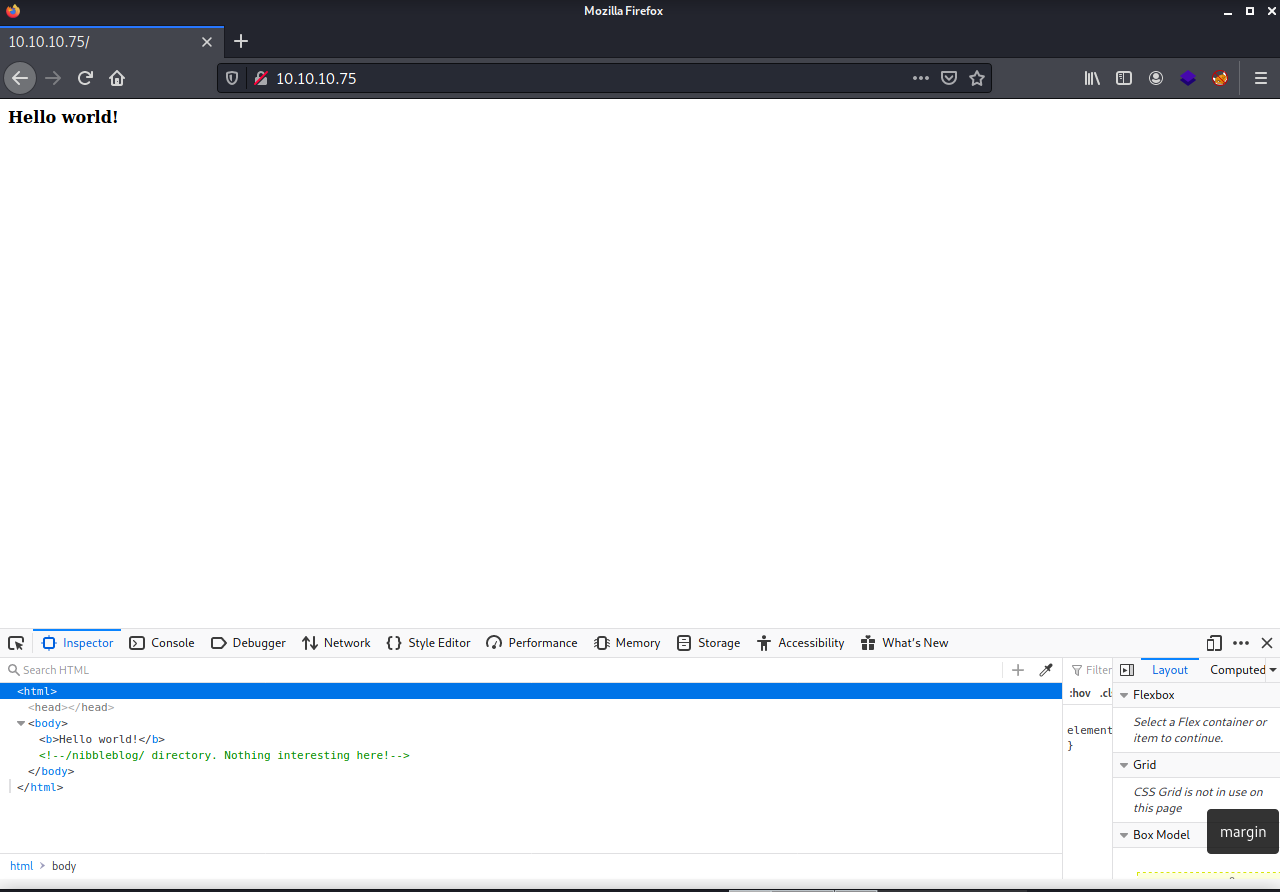 Mozilla Firefox
10.10.10.75/
10.10.10.75
Hello world!
Inspector Console Debugger Network Style Editor Performance Memory Storage Accessibility What's New
Search HTML
Filter
Layout Computed
<html>
:hov .cls
Flexbox
<head></head>
<body>
Select a Flex container or
item to continue.
element
<b>Hello world!</b>
}
<!--/nibbleblog/ directory. Nothing interesting here!-->
Grid
</body>
</html>
CSS Grid is not in use on
this page
Box Model
margin
html > body